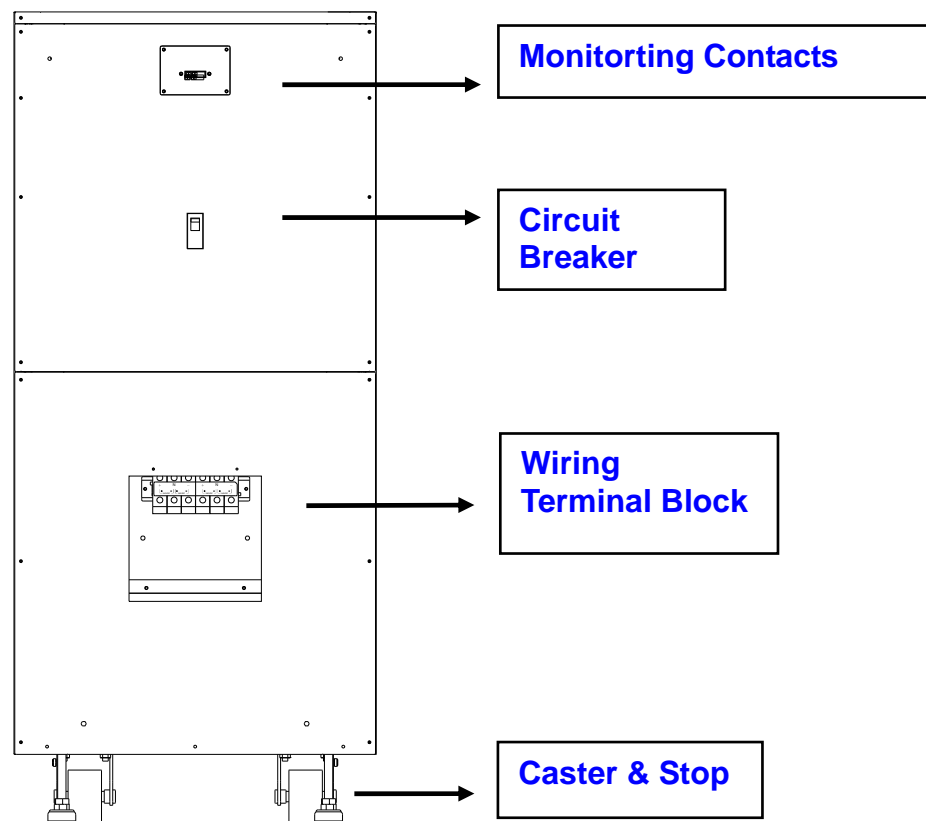 Monitorting Contacts
Circuit
Breaker
Wiring
Terminal Block
Caster & Stop